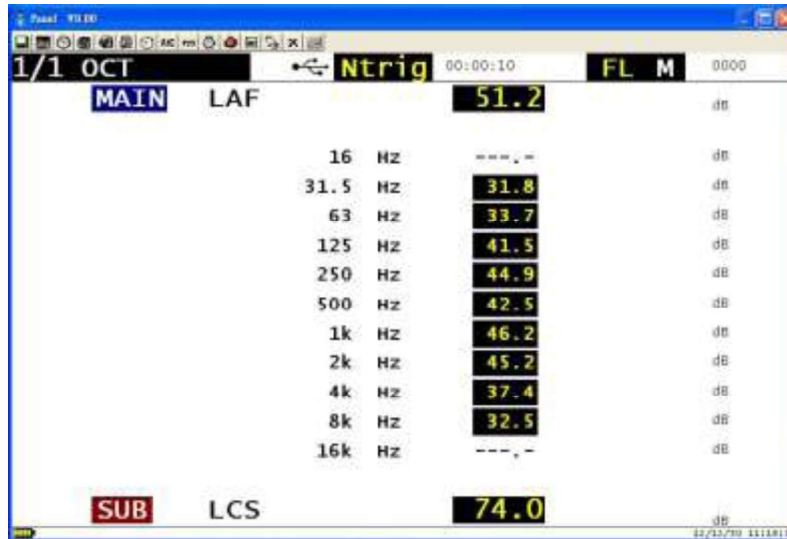 Panel V0.00
1/1 OCT Ntrig 00:00:10 FL M 0000
MAIN LAF 51.2 dB
16 Hz ---.- dB
31.5 Hz 31.8 dB
63 Hz 33.7 dB
125 Hz 41.5 dB
250 Hz 44.9 dB
500 Hz 42.5 dB
1k Hz 46.2 dB
2k Hz 45.2 dB
4k Hz 37.4 dB
8k Hz 32.5 dB
16k Hz ---.- dB
SUB LCS 74.0 dB